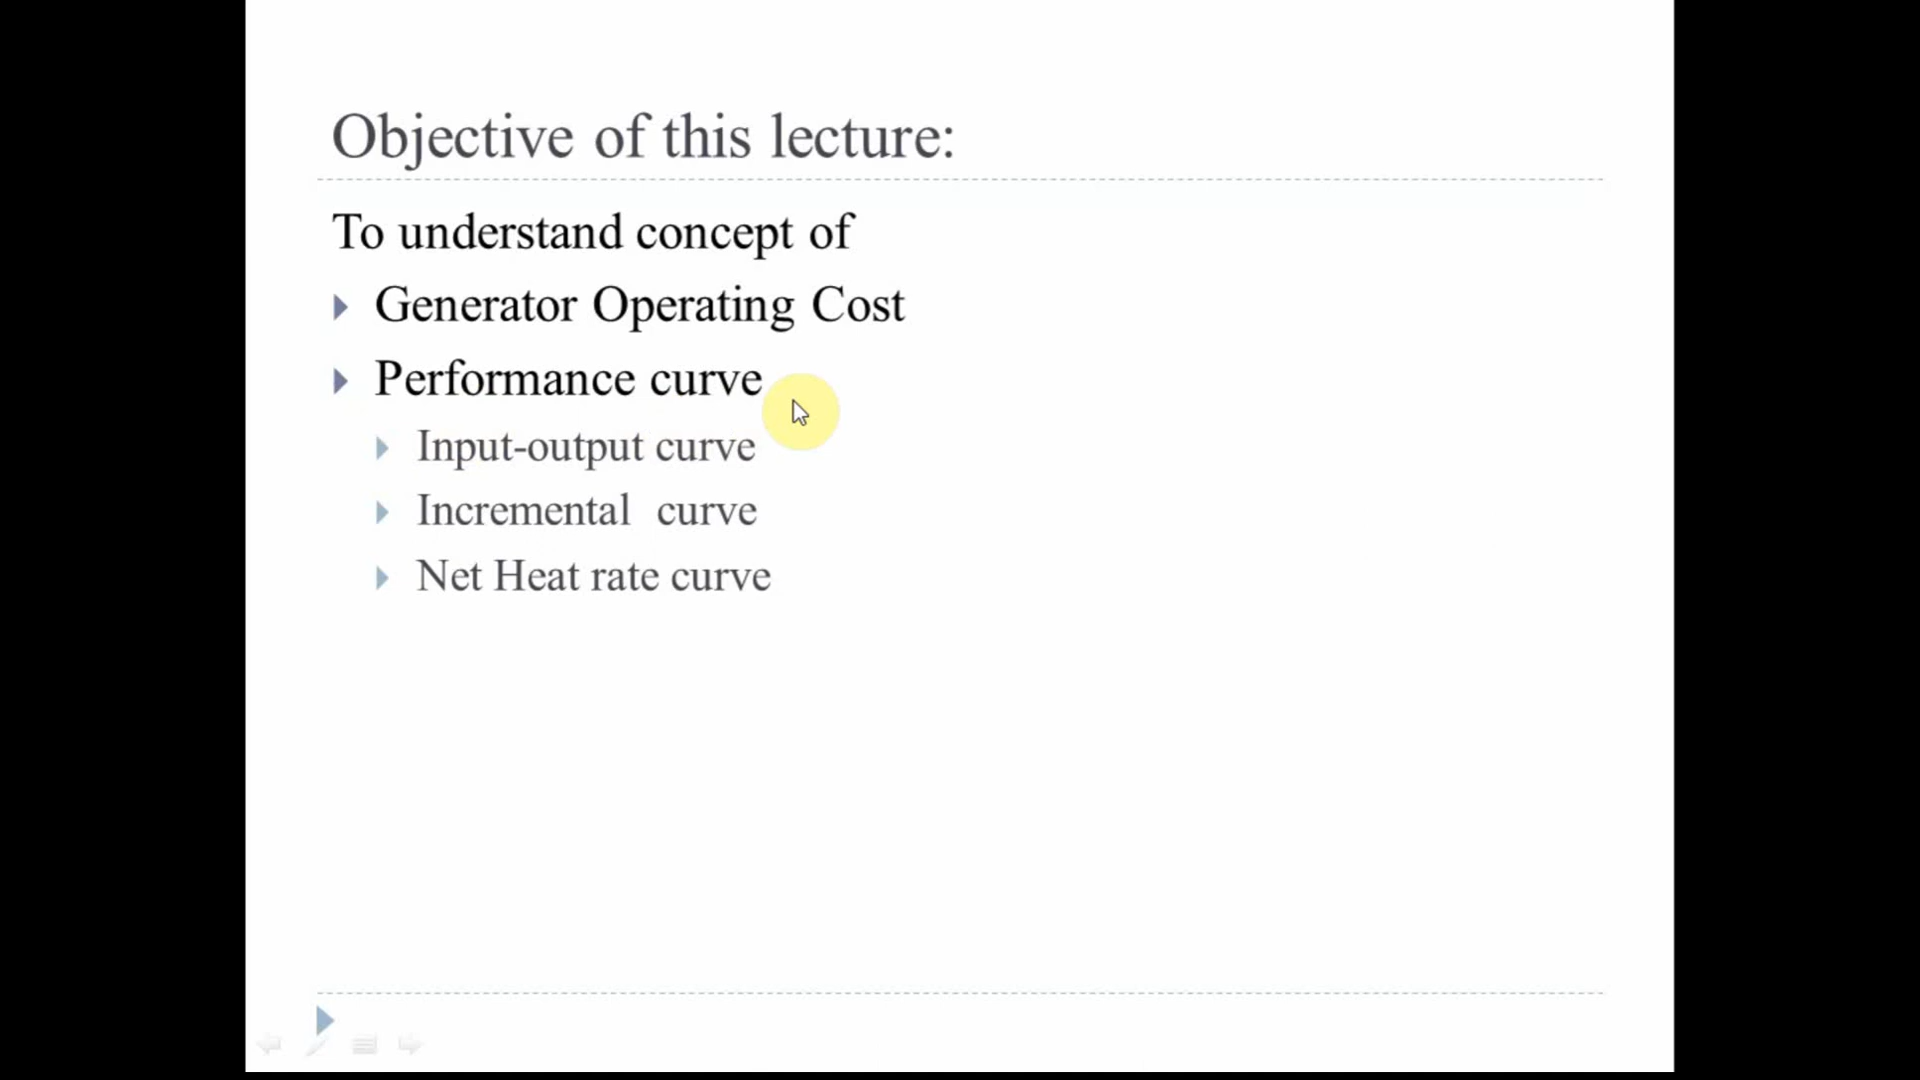 Objective of this lecture:
To understand concept of
Generator Operating Cost
Performance curve
Input-output curve
Incremental curve
Net Heat rate curve